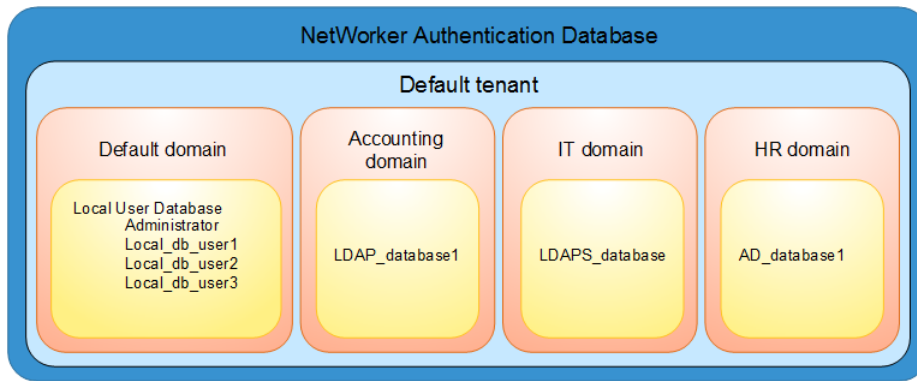 NetWorker Authentication Database
Default tenant
Default domain
Local User Database
Administrator
Local_db_user1
Local_db_user2
Local_db_user3
Accounting
domain
LDAP_database1
IT domain
LDAPS_database
HR domain
AD_database1